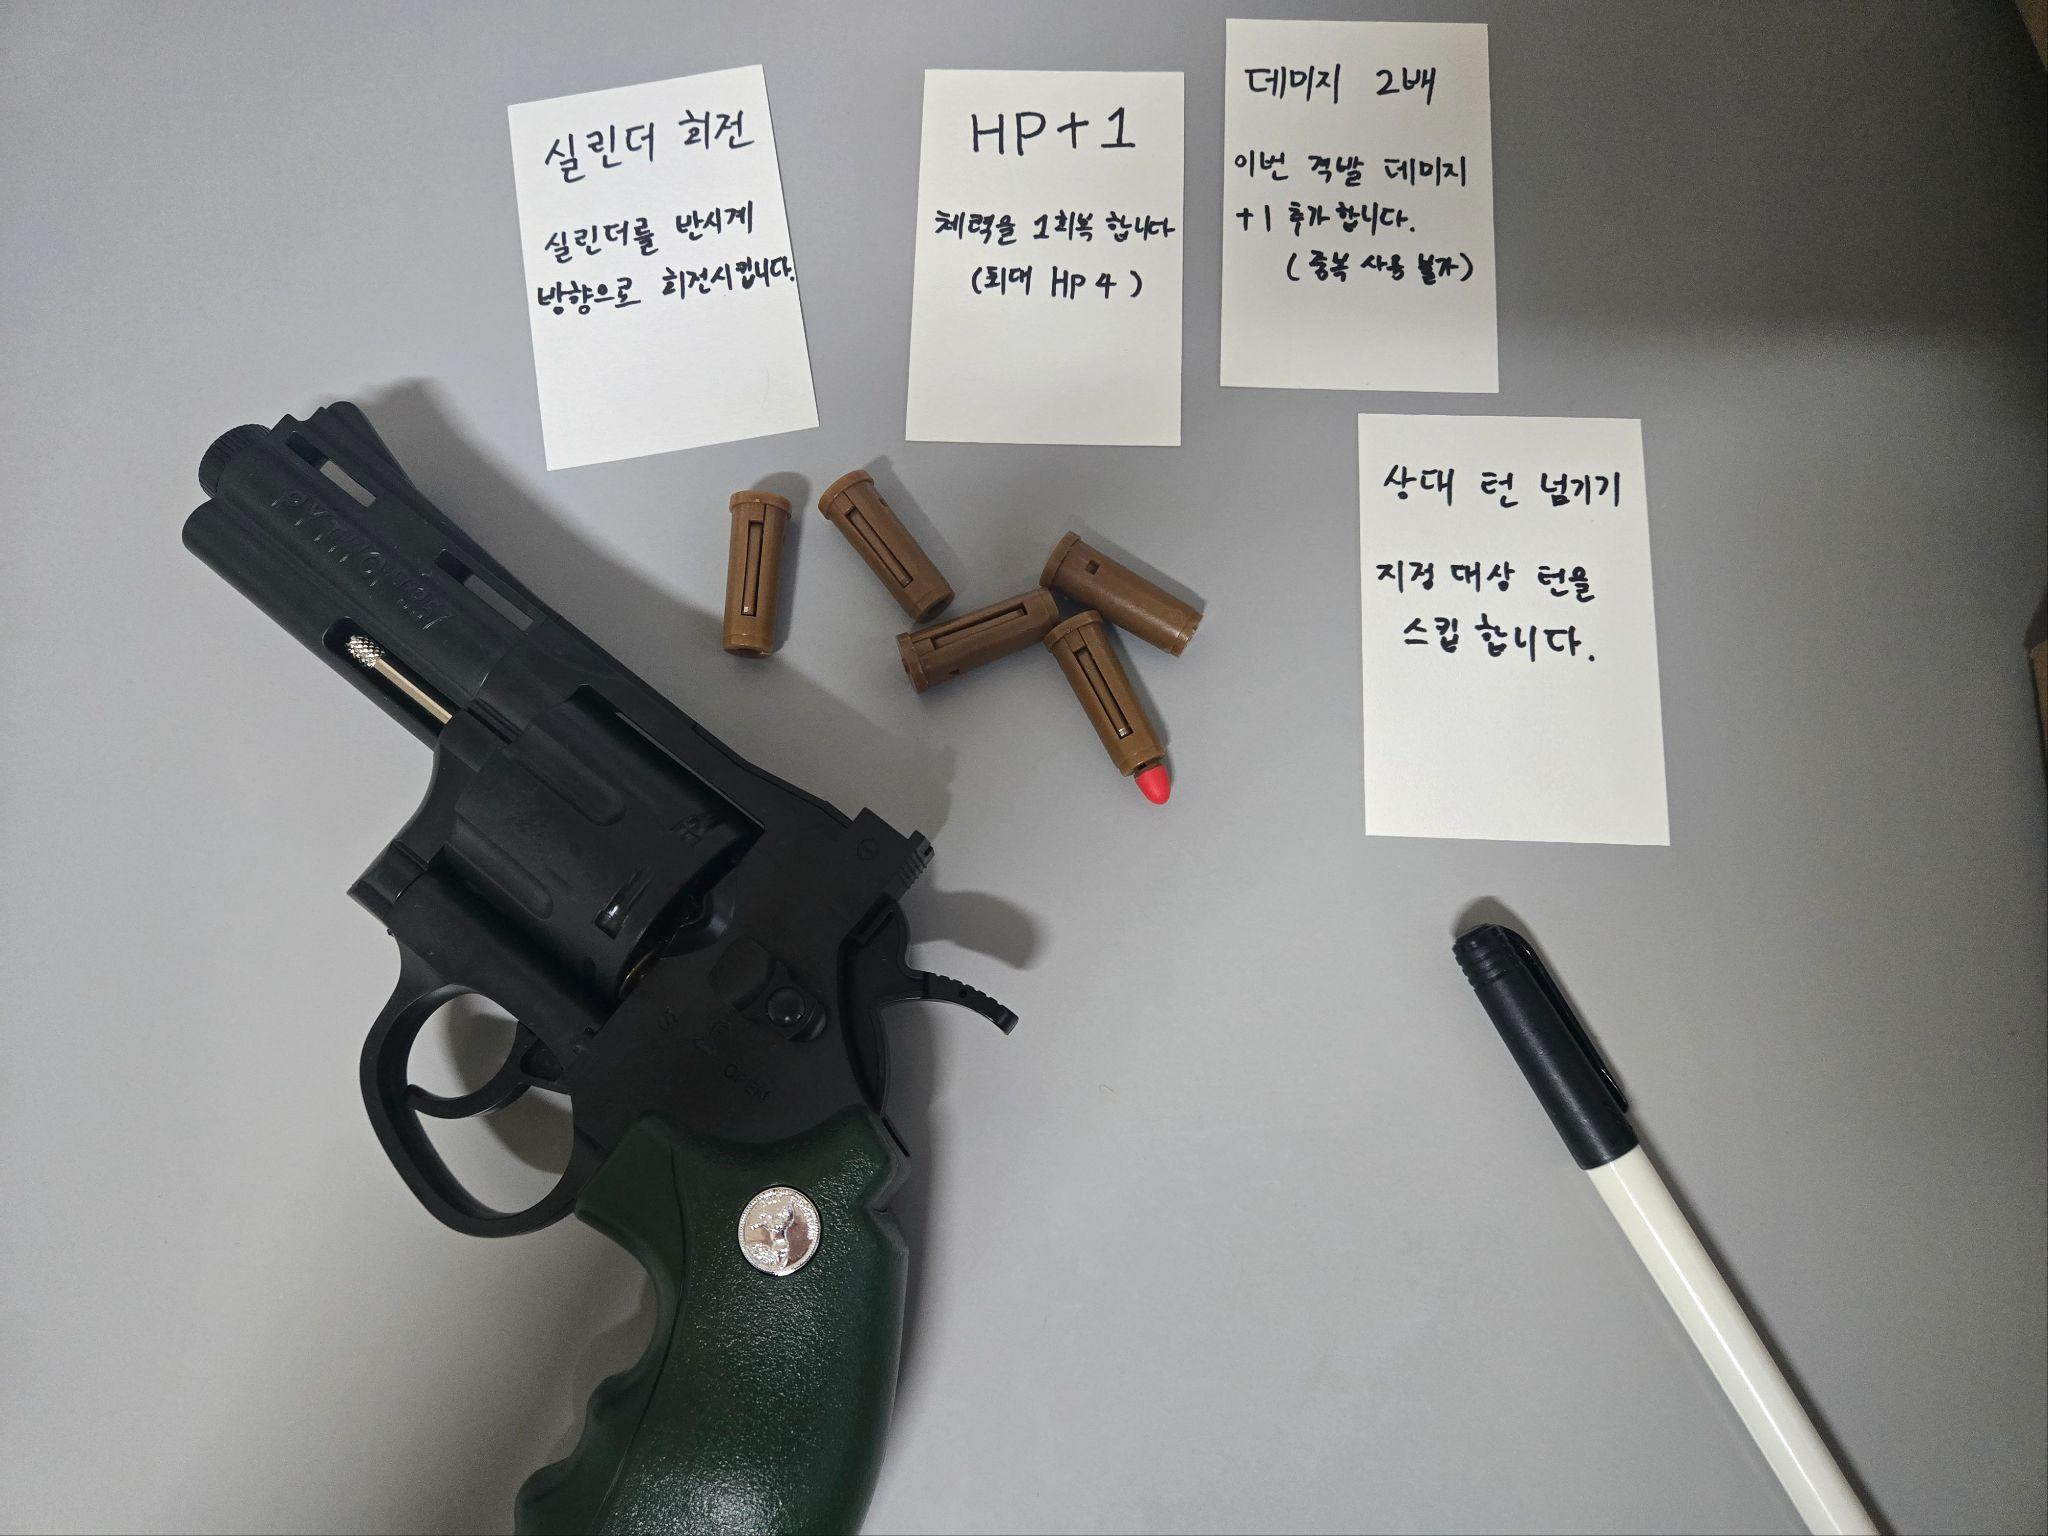 실린더 회전
실린더를 반시계
방향으로 회전시킵니다.
HP+1
체력을 1회복 합니다
(최대 HP 4)
데미지 2배
이번 격발 데미지
+1 추가합니다.
(중복 사용 불가)
상대 턴 넘기기
지정 대상 턴을
스킵 합니다.
PYTHON 357
OPEN